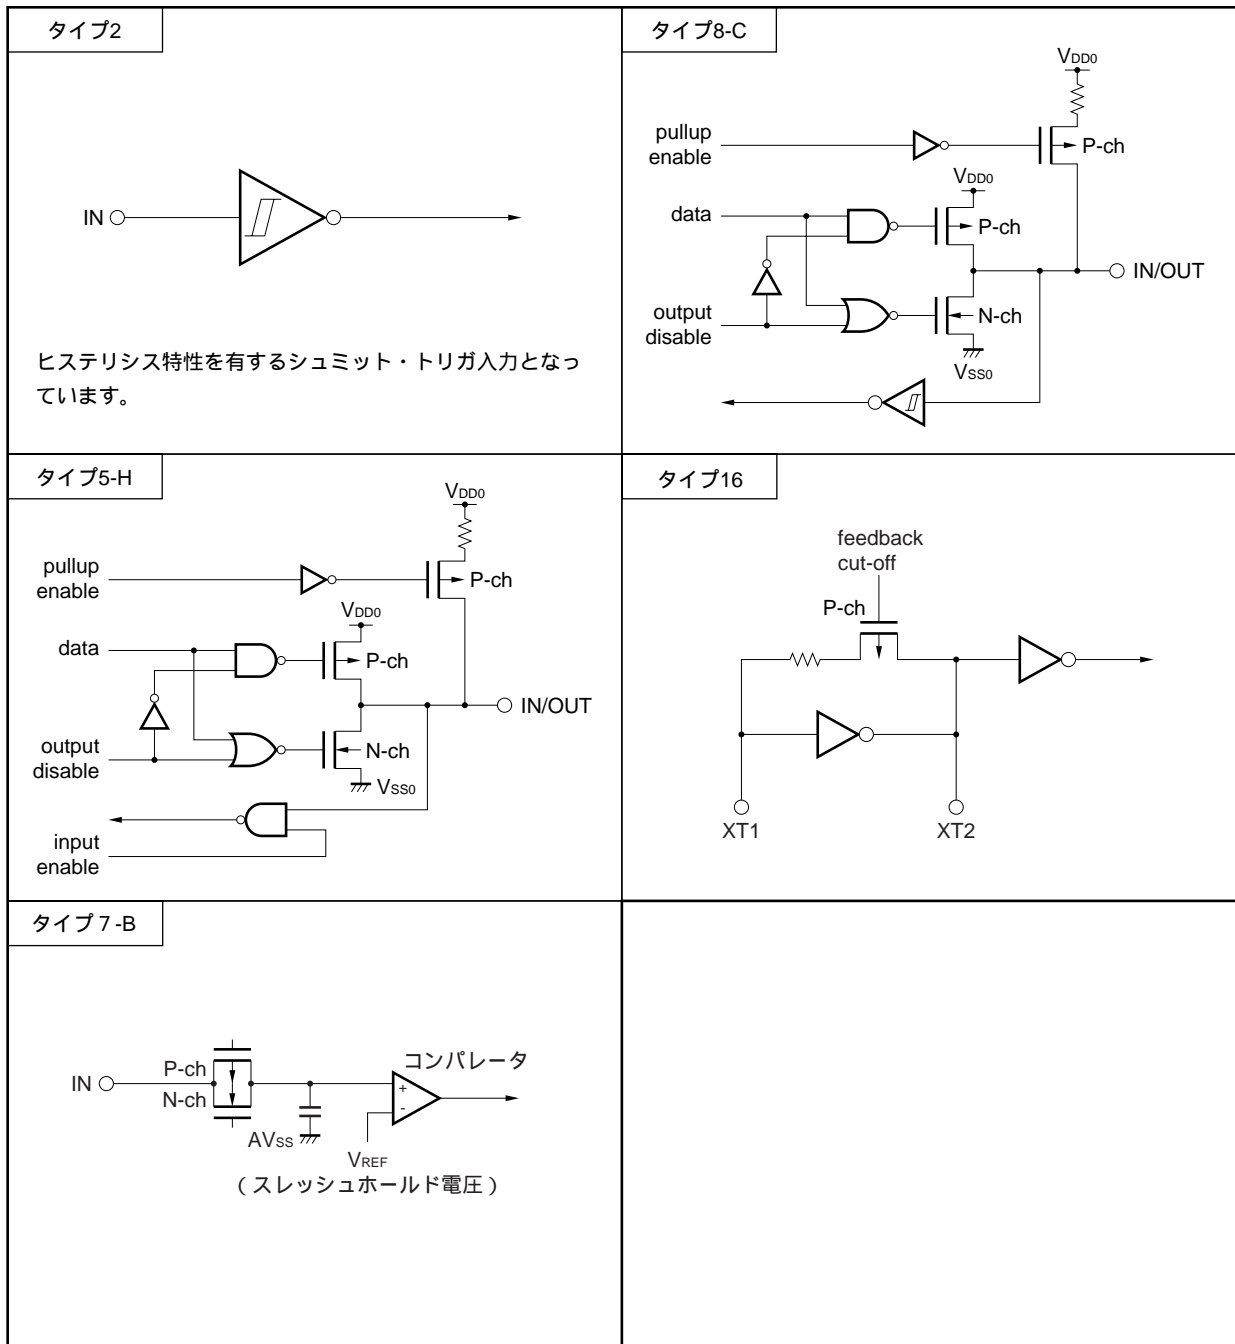 タイプ2
IN
ヒステリシス特性を有するシュミット・トリガ入力となっ
ています。
タイプ8-C
VDD0
pullup
enable
P-ch
VDD0
data
P-ch
IN/OUT
output
disable
N-ch
VSS0
タイプ5-H
VDD0
pullup
enable
P-ch
VDD0
data
P-ch
IN/OUT
output
disable
N-ch
VSS0
input
enable
タイプ16
feedback
cut-off
P-ch
XT1
XT2
タイプ7-B
コンパレータ
P-ch
IN
N-ch
+
-
AVSS
VREF
(スレッシュホールド電圧)